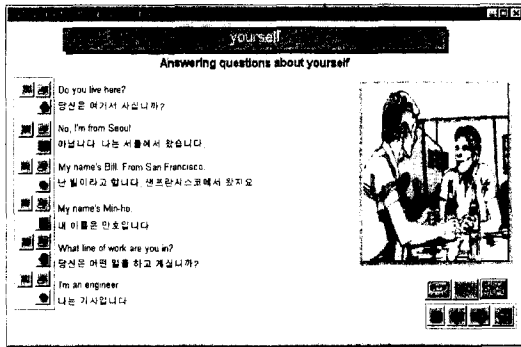 yourself
Answering questions about yourself
Do you live here?
당신은 여기서 사십니까?
No, I'm from Seoul
아닙니다. 나는 서울에서 왔습니다.
My name's Bill. From San Francisco.
난 빌이라고 합니다. 샌프란시스코에서 왔지요
My name's Min-ho.
내 이름은 민호입니다
What line of work are you in?
당신은 어떤 일을 하고 계십니까?
I'm an engineer
나는 기사입니다